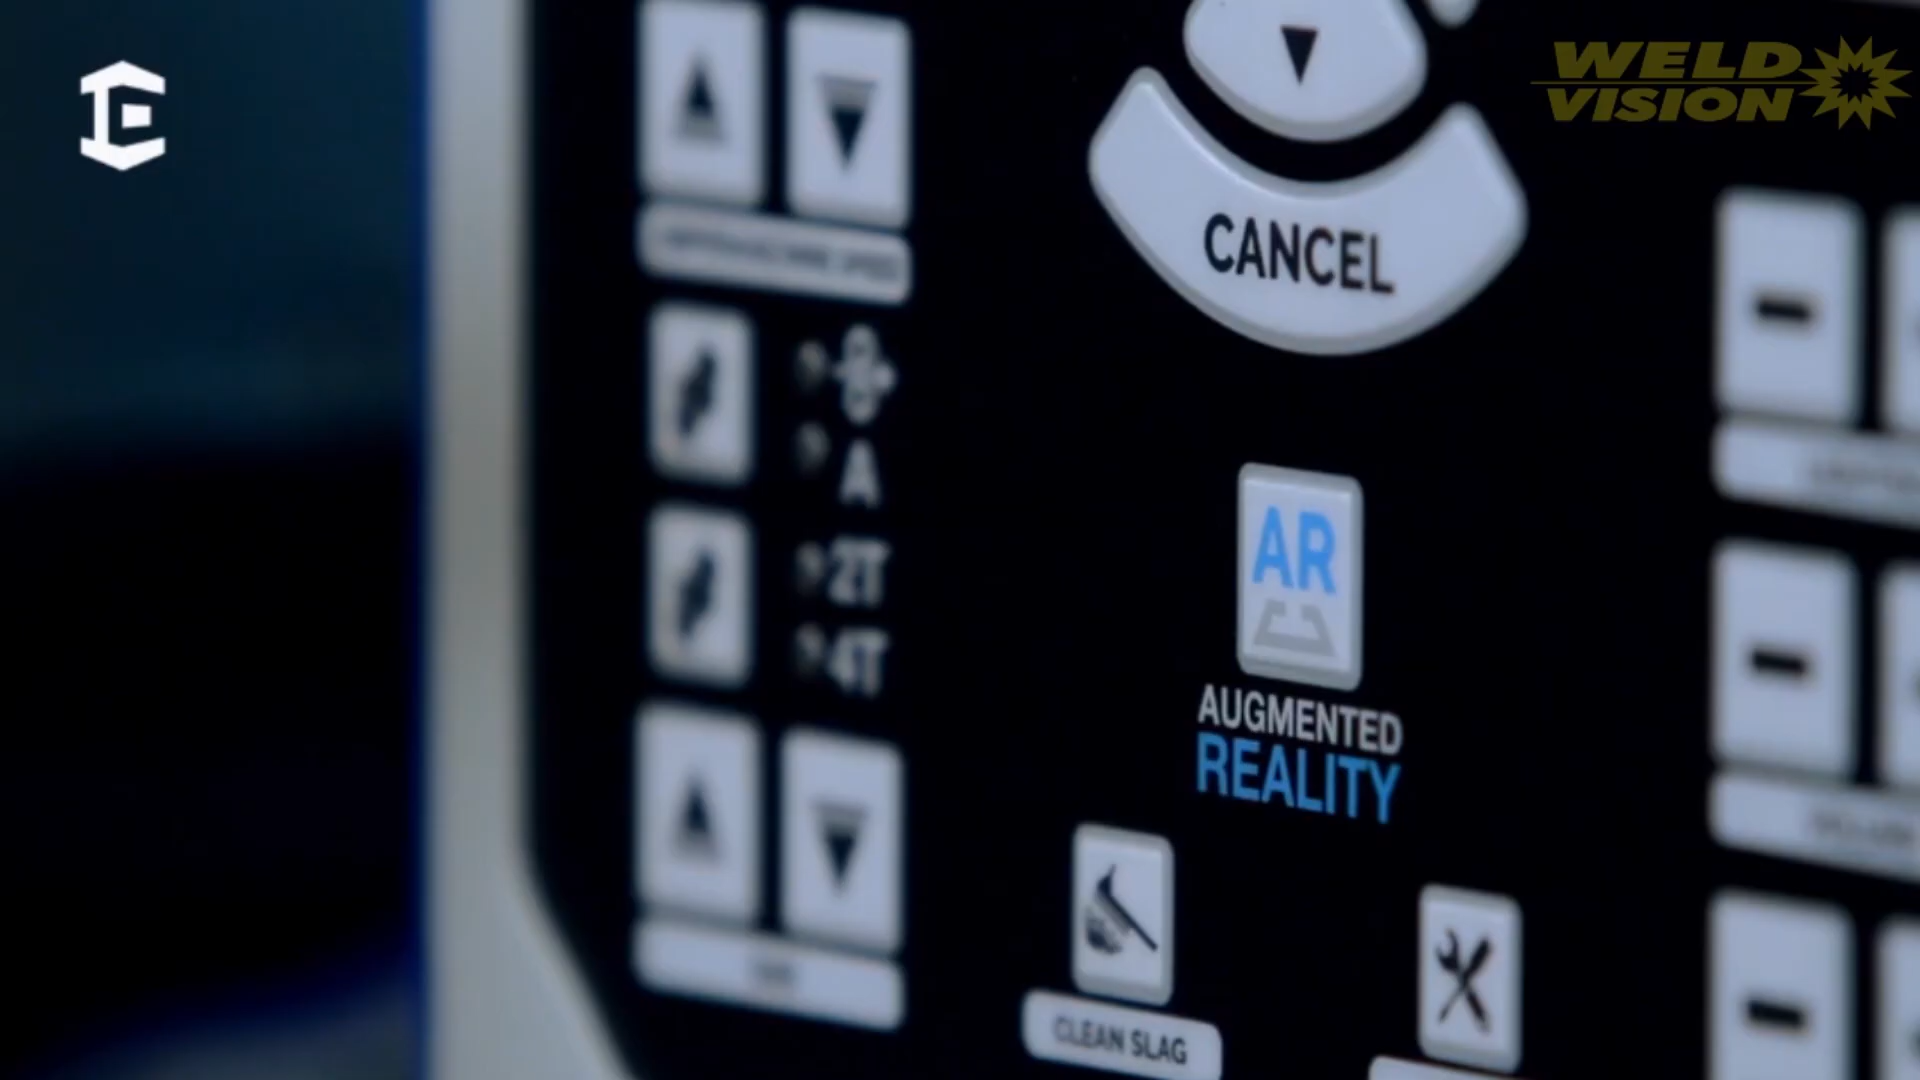 WELD
VISION
CANCEL
A
2T
4T
AR
AUGMENTED
REALITY
CLEAN SLAG